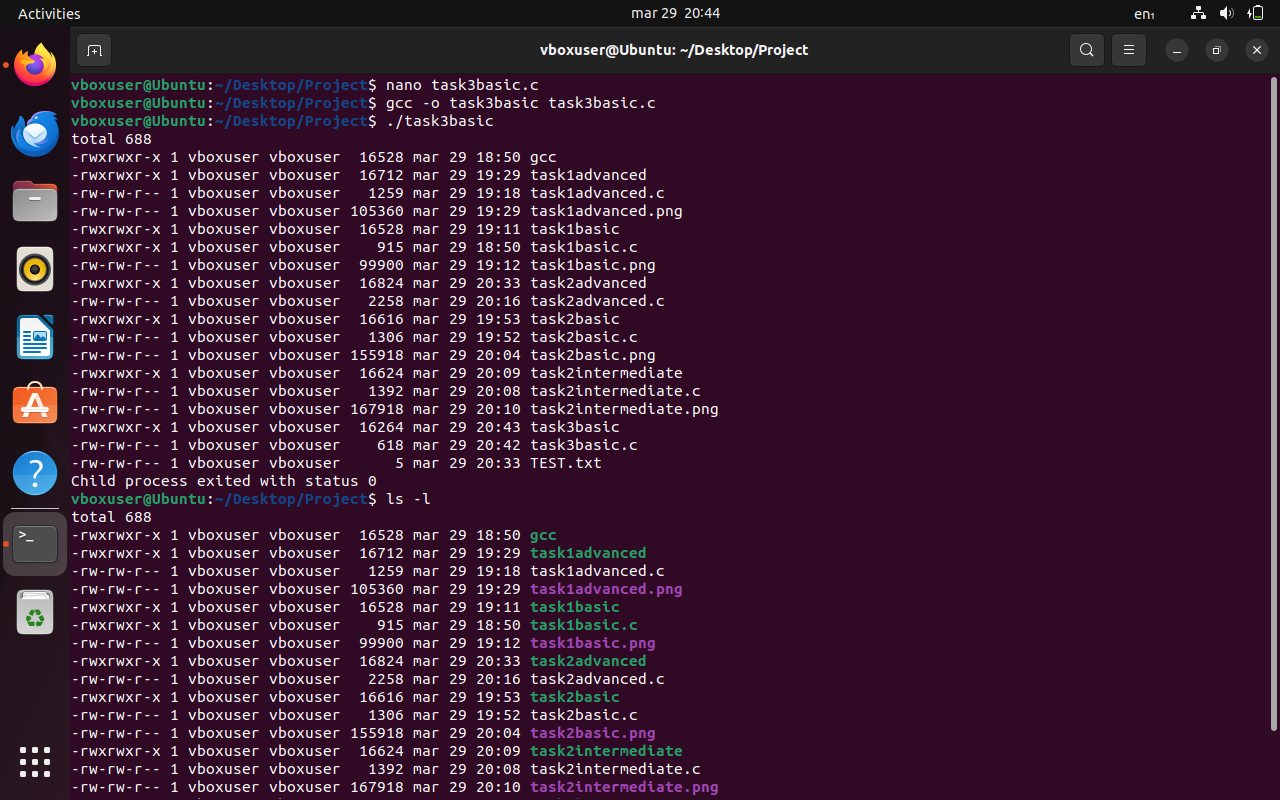 Activities
mar 29 20:44
en₁
vboxuser@Ubuntu: ~/Desktop/Project
vboxuser@Ubuntu:~/Desktop/Project$ nano task3basic.c
vboxuser@Ubuntu:~/Desktop/Project$ gcc -o task3basic task3basic.c
vboxuser@Ubuntu:~/Desktop/Project$ ./task3basic
total 688
-rwxrwxr-x 1 vboxuser vboxuser  16528 mar 29 18:50 gcc
-rwxrwxr-x 1 vboxuser vboxuser  16712 mar 29 19:29 task1advanced
-rw-rw-r-- 1 vboxuser vboxuser   1259 mar 29 19:18 task1advanced.c
-rw-rw-r-- 1 vboxuser vboxuser 105360 mar 29 19:29 task1advanced.png
-rwxrwxr-x 1 vboxuser vboxuser  16528 mar 29 19:11 task1basic
-rwxrwxr-x 1 vboxuser vboxuser    915 mar 29 18:50 task1basic.c
-rw-rw-r-- 1 vboxuser vboxuser  99900 mar 29 19:12 task1basic.png
-rwxrwxr-x 1 vboxuser vboxuser  16824 mar 29 20:33 task2advanced
-rw-rw-r-- 1 vboxuser vboxuser   2258 mar 29 20:16 task2advanced.c
-rwxrwxr-x 1 vboxuser vboxuser  16616 mar 29 19:53 task2basic
-rw-rw-r-- 1 vboxuser vboxuser   1306 mar 29 19:52 task2basic.c
-rw-rw-r-- 1 vboxuser vboxuser 155918 mar 29 20:04 task2basic.png
-rwxrwxr-x 1 vboxuser vboxuser  16624 mar 29 20:09 task2intermediate
-rw-rw-r-- 1 vboxuser vboxuser   1392 mar 29 20:08 task2intermediate.c
-rw-rw-r-- 1 vboxuser vboxuser 167918 mar 29 20:10 task2intermediate.png
-rwxrwxr-x 1 vboxuser vboxuser  16264 mar 29 20:43 task3basic
-rw-rw-r-- 1 vboxuser vboxuser    618 mar 29 20:42 task3basic.c
-rw-rw-r-- 1 vboxuser vboxuser      5 mar 29 20:33 TEST.txt
Child process exited with status 0
vboxuser@Ubuntu:~/Desktop/Project$ ls -l
total 688
-rwxrwxr-x 1 vboxuser vboxuser  16528 mar 29 18:50 gcc
-rwxrwxr-x 1 vboxuser vboxuser  16712 mar 29 19:29 task1advanced
-rw-rw-r-- 1 vboxuser vboxuser   1259 mar 29 19:18 task1advanced.c
-rw-rw-r-- 1 vboxuser vboxuser 105360 mar 29 19:29 task1advanced.png
-rwxrwxr-x 1 vboxuser vboxuser  16528 mar 29 19:11 task1basic
-rwxrwxr-x 1 vboxuser vboxuser    915 mar 29 18:50 task1basic.c
-rw-rw-r-- 1 vboxuser vboxuser  99900 mar 29 19:12 task1basic.png
-rwxrwxr-x 1 vboxuser vboxuser  16824 mar 29 20:33 task2advanced
-rw-rw-r-- 1 vboxuser vboxuser   2258 mar 29 20:16 task2advanced.c
-rwxrwxr-x 1 vboxuser vboxuser  16616 mar 29 19:53 task2basic
-rw-rw-r-- 1 vboxuser vboxuser   1306 mar 29 19:52 task2basic.c
-rw-rw-r-- 1 vboxuser vboxuser 155918 mar 29 20:04 task2basic.png
-rwxrwxr-x 1 vboxuser vboxuser  16624 mar 29 20:09 task2intermediate
-rw-rw-r-- 1 vboxuser vboxuser   1392 mar 29 20:08 task2intermediate.c
-rw-rw-r-- 1 vboxuser vboxuser 167918 mar 29 20:10 task2intermediate.png